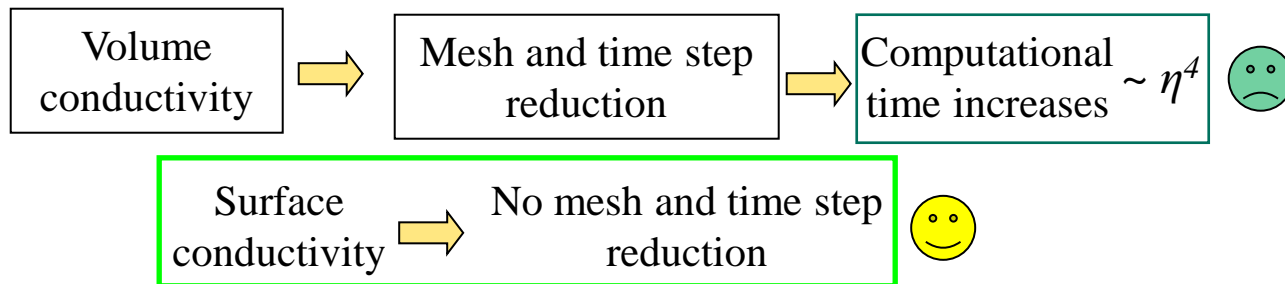 Volume
conductivity
Mesh and time step
reduction
Computational
time increases
~ η⁴
Surface
conductivity
No mesh and time step
reduction